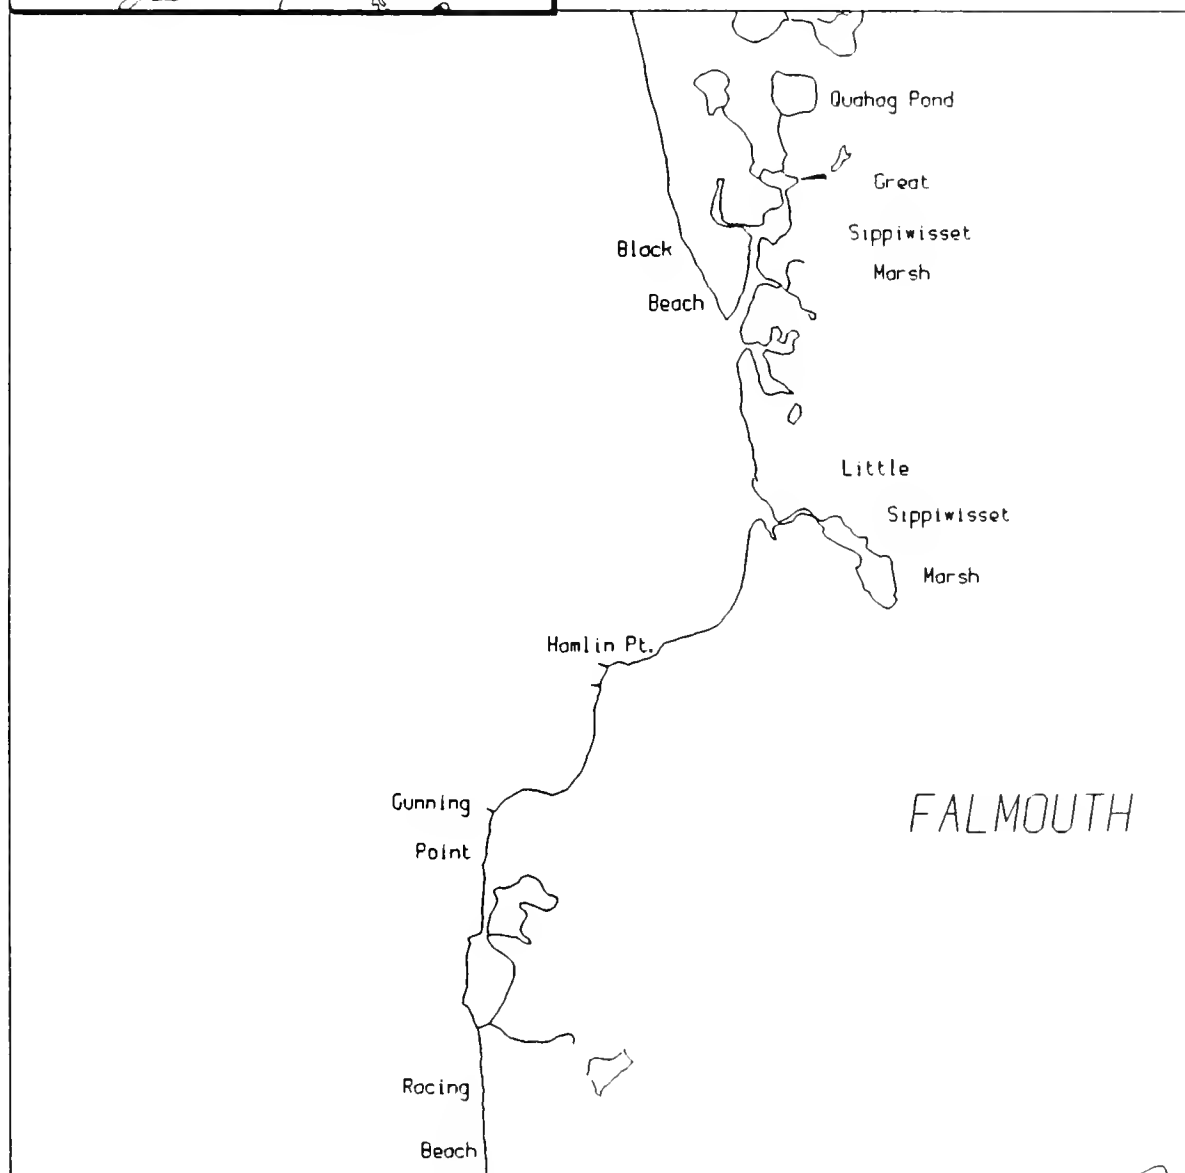 Quahog Pond
Great
Sippiwisset
Marsh
Black
Beach
Little
Sippiwisset
Marsh
Hamlin Pt.
Gunning
Point
FALMOUTH
Racing
Beach